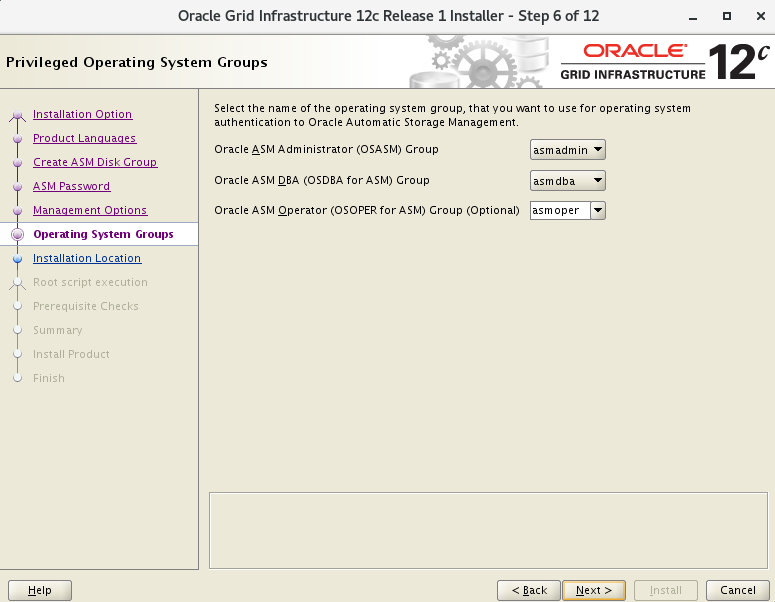 Oracle Grid Infrastructure 12c Release 1 Installer - Step 6 of 12
Privileged Operating System Groups
ORACLE
GRID INFRASTRUCTURE
12c
Installation Option
Product Languages
Create ASM Disk Group
ASM Password
Management Options
Operating System Groups
Installation Location
Root script execution
Prerequisite Checks
Summary
Install Product
Finish
Select the name of the operating system group, that you want to use for operating system
authentication to Oracle Automatic Storage Management.
Oracle ASM Administrator (OSASM) Group asmadmin
Oracle ASM DBA (OSDBA for ASM) Group asmdba
Oracle ASM Operator (OSOPER for ASM) Group (Optional) asmoper
Help < Back Next > Install Cancel